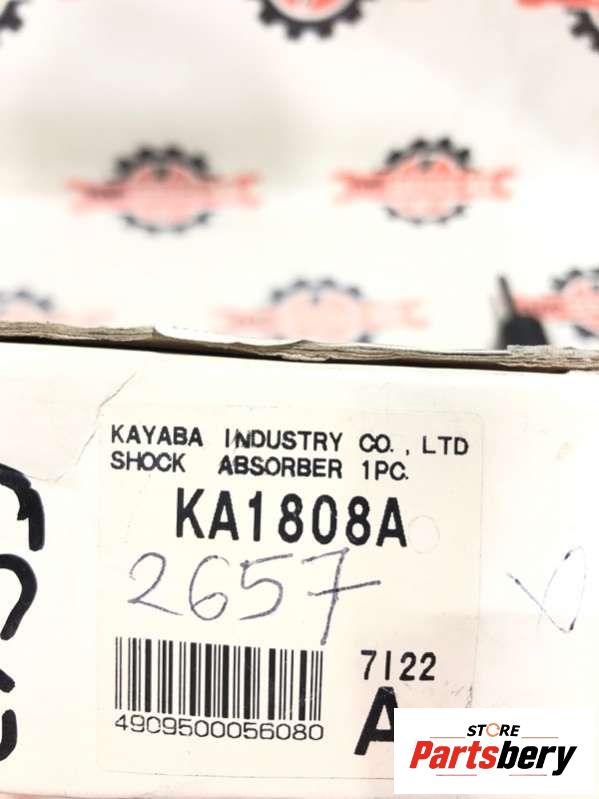 KAYABA INDUSTRY CO., LTD
SHOCK ABSORBER 1PC.
KA1808A
2657
7122
A
4909500056080
STORE
Partsbery